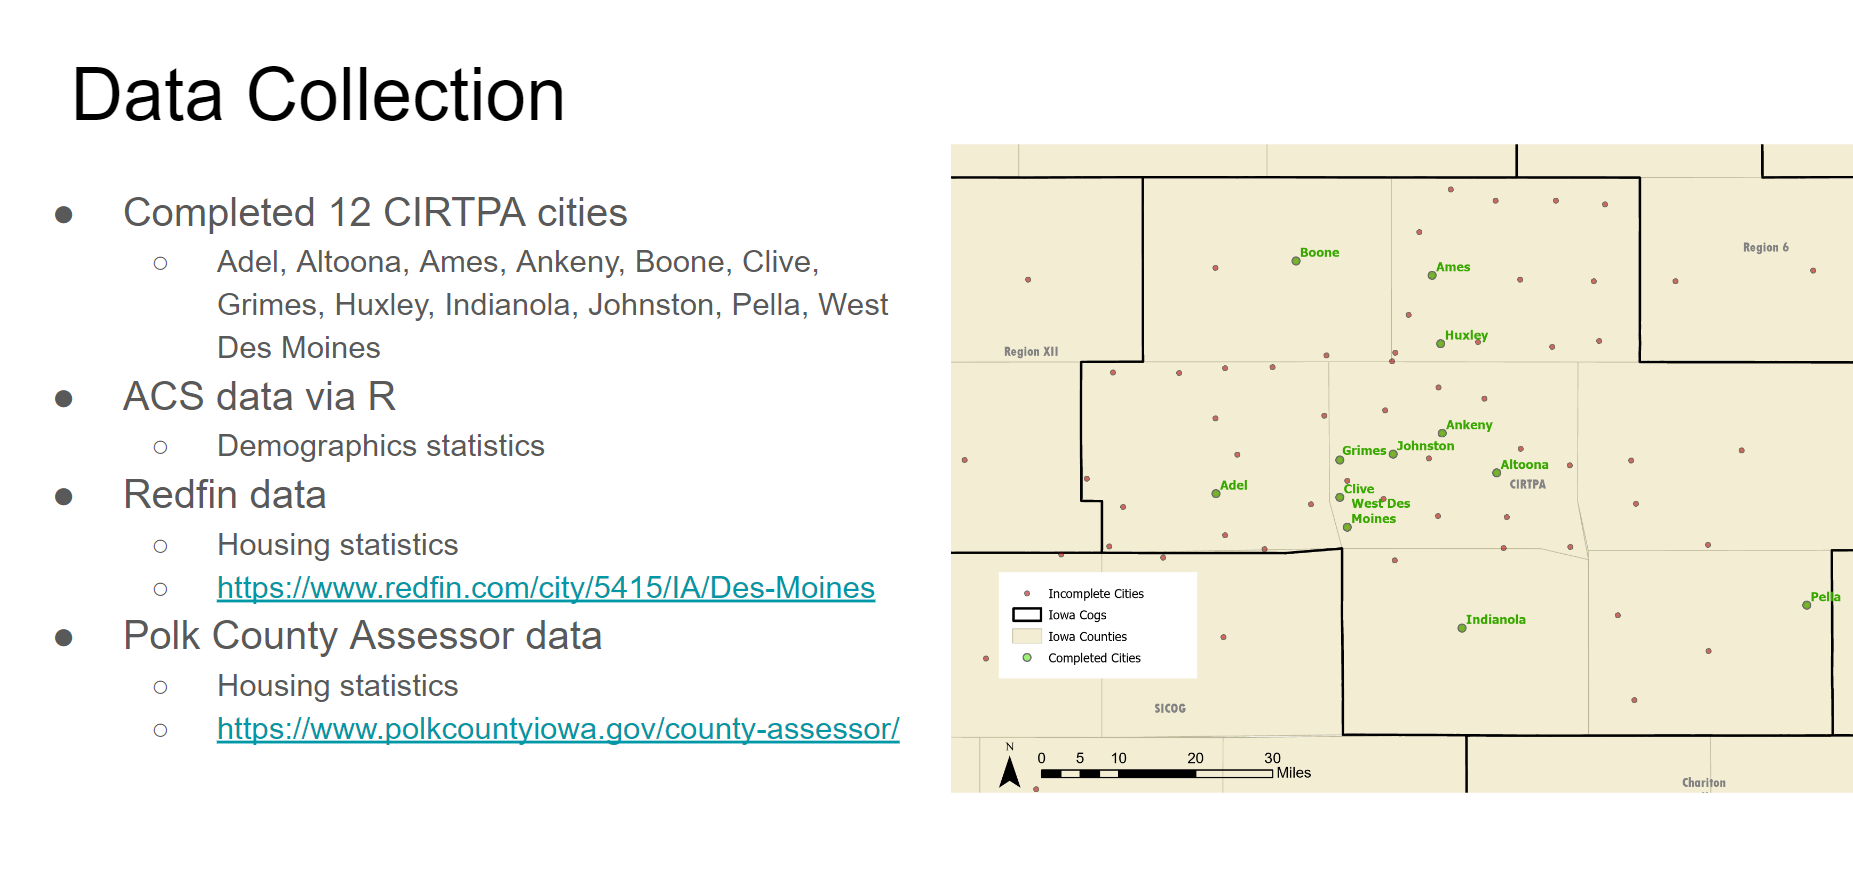 Data Collection
● Completed 12 CIRTPA cities
○ Adel, Altoona, Ames, Ankeny, Boone, Clive,
Grimes, Huxley, Indianola, Johnston, Pella, West
Des Moines
● ACS data via R
○ Demographics statistics
● Redfin data
○ Housing statistics
○ https://www.redfin.com/city/5415/IA/Des-Moines
● Polk County Assessor data
○ Housing statistics
○ https://www.polkcountyiowa.gov/county-assessor/
Region 6
Boone
Ames
Huxley
Region XII
Ankeny
Grimes
Johnston
Altoona
CIRTPA
Adel
Clive
West Des
Moines
Incomplete Cities
Iowa Cogs
Iowa Counties
Completed Cities
Pella
Indianola
SICOG
N
0 5 10 20 30
Miles
Chariton